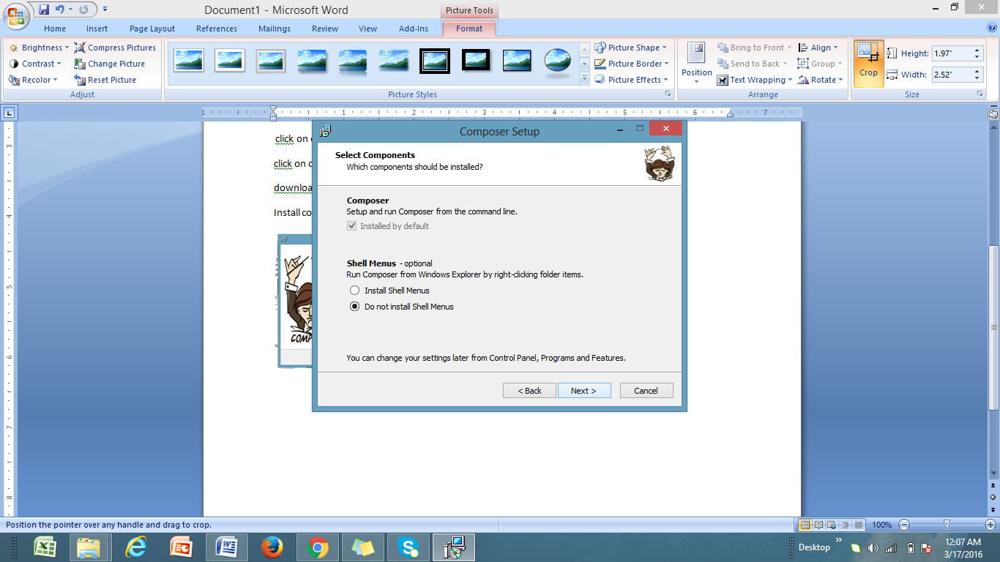 Document1 - Microsoft Word
Picture Tools
Home Insert Page Layout References Mailings Review View Add-Ins Format
Brightness Compress Pictures
Contrast Change Picture
Recolor Reset Picture
Adjust
Picture Styles
Picture Shape
Picture Border
Picture Effects
Position
Bring to Front
Send to Back
Text Wrapping
Align
Group
Rotate
Arrange
Crop
Height: 1.97"
Width: 2.52"
Size
1 1 2 3 4 5 6 7
3
4
5
6
7
8
click on
click on
downloa
Install co
COMP
Composer Setup
Select Components
Which components should be installed?
Composer
Setup and run Composer from the command line.
Installed by default
Shell Menus - optional
Run Composer from Windows Explorer by right-clicking folder items.
Install Shell Menus
Do not install Shell Menus
You can change your settings later from Control Panel, Programs and Features.
< Back Next > Cancel
Position the pointer over any handle and drag to crop.
100%
Desktop
12:07 AM
3/17/2016